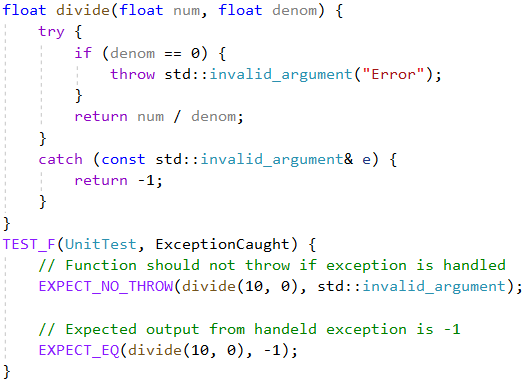 float divide(float num, float denom) {
    try {
        if (denom == 0) {
            throw std::invalid_argument("Error");
        }
        return num / denom;
    }
    catch (const std::invalid_argument& e) {
        return -1;
    }
}
TEST_F(UnitTest, ExceptionCaught) {
    // Function should not throw if exception is handled
    EXPECT_NO_THROW(divide(10, 0), std::invalid_argument);

    // Expected output from handeld exception is -1
    EXPECT_EQ(divide(10, 0), -1);
}